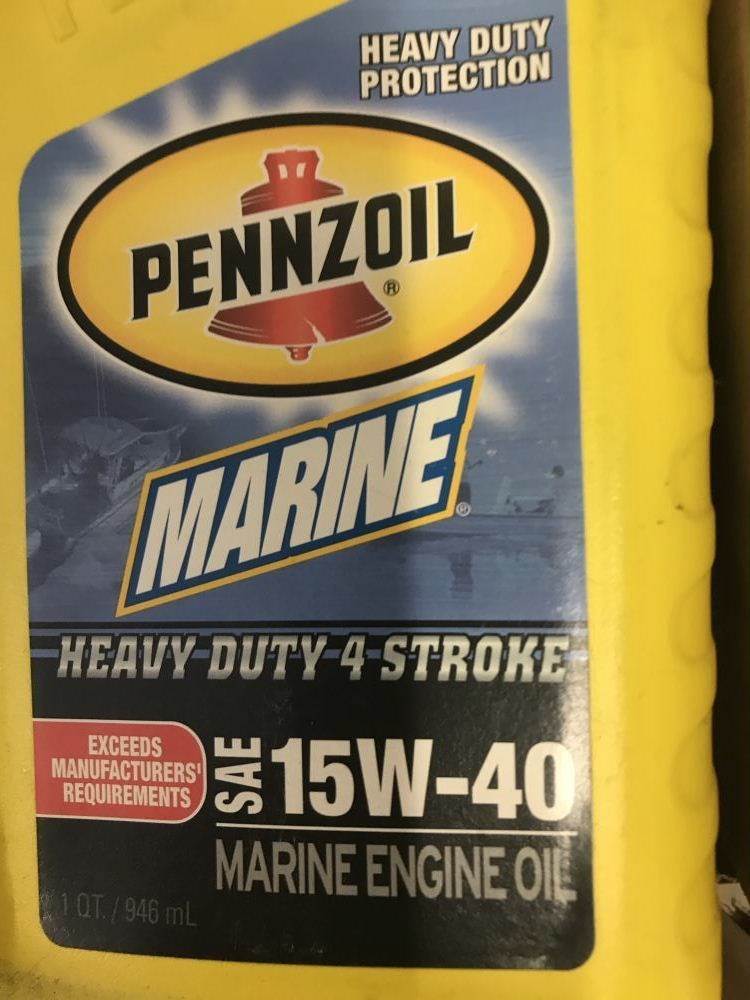 HEAVY DUTY
PROTECTION
PENNZOIL
®
MARINE
®
HEAVY DUTY 4 STROKE
EXCEEDS
MANUFACTURERS'
REQUIREMENTS
SAE 15W-40
MARINE ENGINE OIL
1 QT. / 946 mL